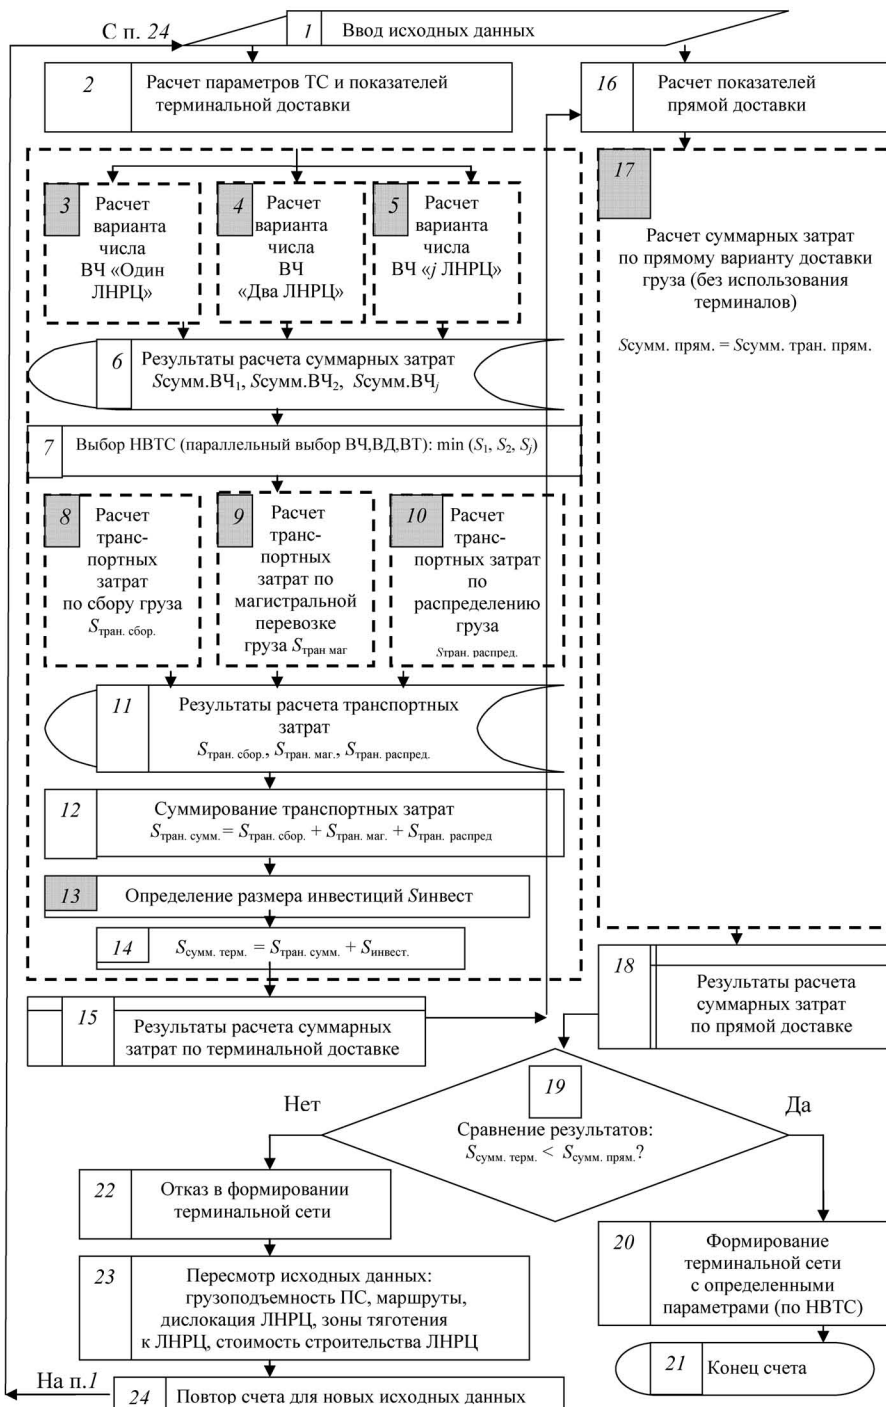 С п. 24
1 Ввод исходных данных
2 Расчет параметров ТС и показателей
терминальной доставки
16 Расчет показателей
прямой доставки
3 Расчет
варианта
числа
ВЧ «Один
ЛНРЦ»
4 Расчет
варианта
числа
ВЧ
«Два ЛНРЦ»
5 Расчет
варианта
числа
ВЧ «j ЛНРЦ»
17
Расчет суммарных затрат
по прямому варианту доставки
груза (без использования
терминалов)
Sсумм. прям. = Sсумм. тран. прям.
6 Результаты расчета суммарных затрат
Sсумм.ВЧ₁, Sсумм.ВЧ₂, Sсумм.ВЧⱼ
7 Выбор НВТС (параллельный выбор ВЧ,ВД,ВТ): min (S₁, S₂, Sⱼ)
8 Расчет
транс-
портных
затрат
по сбору груза
Sтран. сбор.
9 Расчет
транс-
портных
затрат по
магистральной
перевозке
груза Sтран маг
10 Расчет
транс-
портных затрат
по
распределению
груза
Sтран. распред.
11 Результаты расчета транспортных
затрат
Sтран. сбор., Sтран. маг., Sтран. распред.
12 Суммирование транспортных затрат
Sтран. сумм. = Sтран. сбор. + Sтран. маг. + Sтран. распред
13 Определение размера инвестиций Sинвест
14 Sсумм. терм. = Sтран. сумм. + Sинвест.
15 Результаты расчета суммарных
затрат по терминальной доставке
18 Результаты расчета
суммарных затрат
по прямой доставке
19
Сравнение результатов:
Sсумм. терм. < Sсумм. прям.?
Нет
Да
22 Отказ в формировании
терминальной сети
20 Формирование
терминальной сети
с определенными
параметрами (по НВТС)
23 Пересмотр исходных данных:
грузоподъемность ПС, маршруты,
дислокация ЛНРЦ, зоны тяготения
к ЛНРЦ, стоимость строительства ЛНРЦ
21 Конец счета
На п.1
24 Повтор счета для новых исходных данных